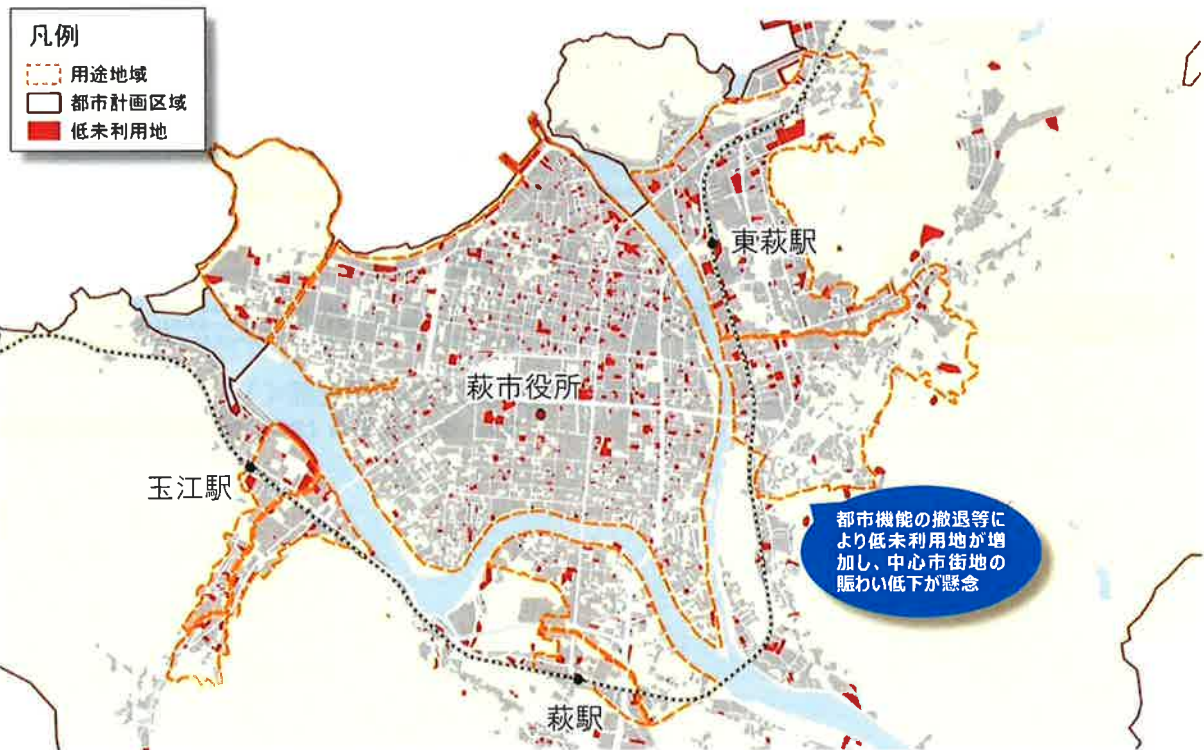 凡例
用途地域
都市計画区域
低未利用地
東萩駅
萩市役所
玉江駅
都市機能の撤退等に
より低未利用地が増
加し、中心市街地の
賑わい低下が懸念
萩駅